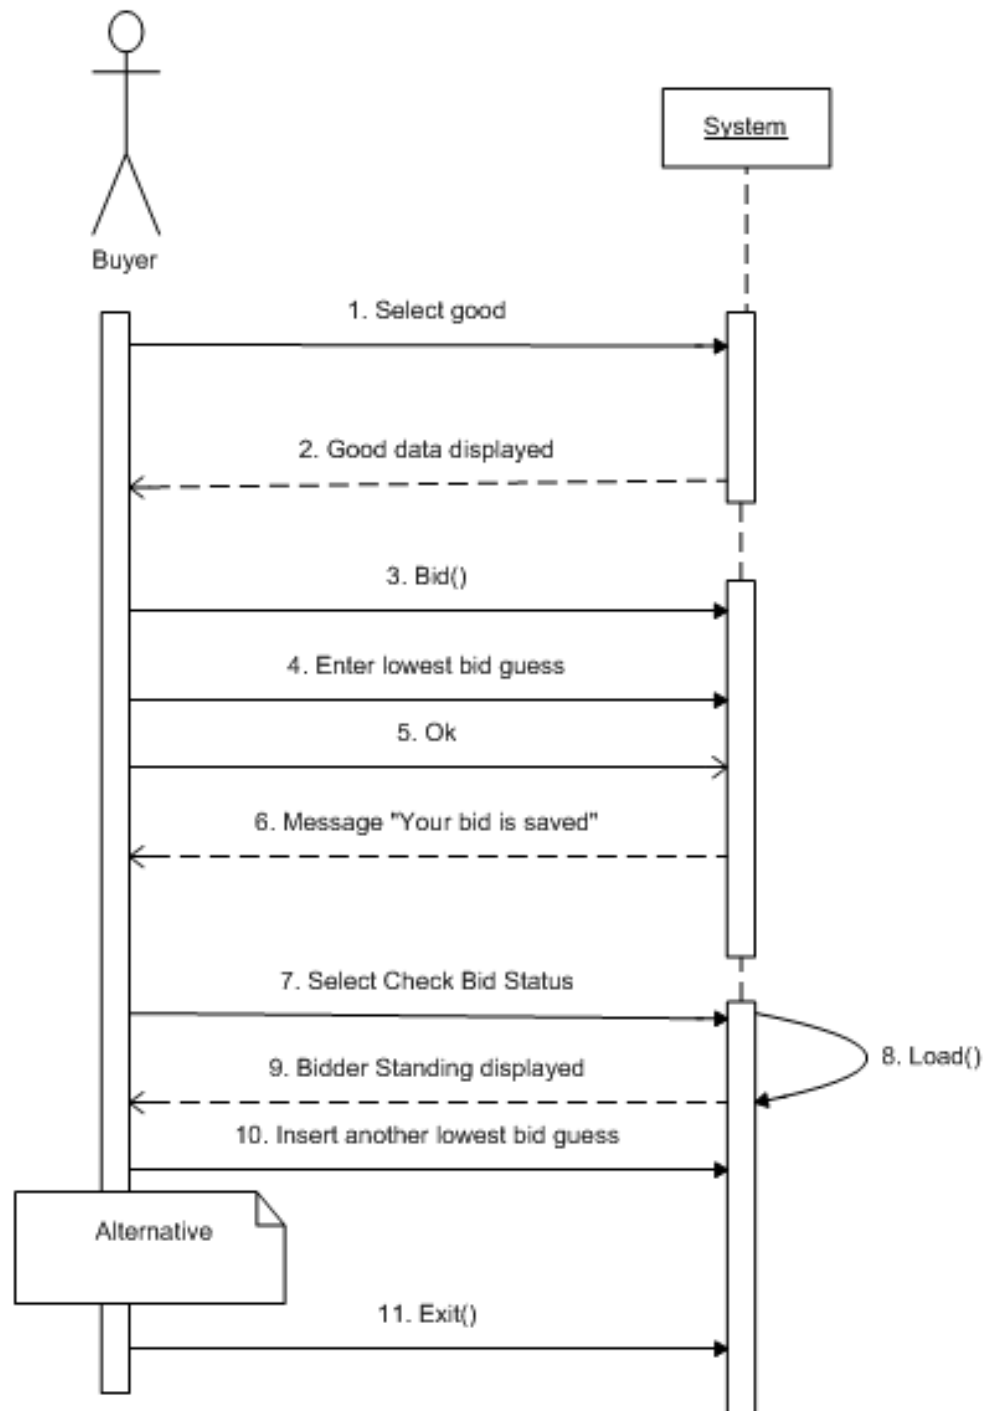 System
Buyer
1. Select good
2. Good data displayed
3. Bid()
4. Enter lowest bid guess
5. Ok
6. Message "Your bid is saved"
7. Select Check Bid Status
8. Load()
9. Bidder Standing displayed
10. Insert another lowest bid guess
Alternative
11. Exit()